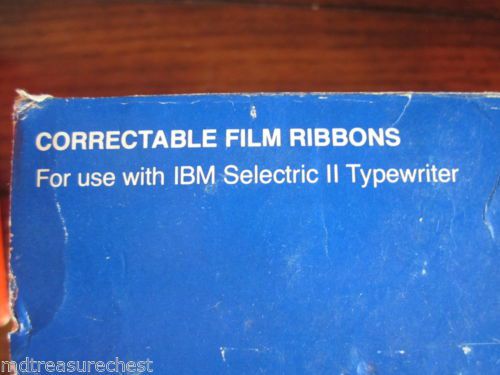 CORRECTABLE FILM RIBBONS
For use with IBM Selectric II Typewriter
mdtreasurechest